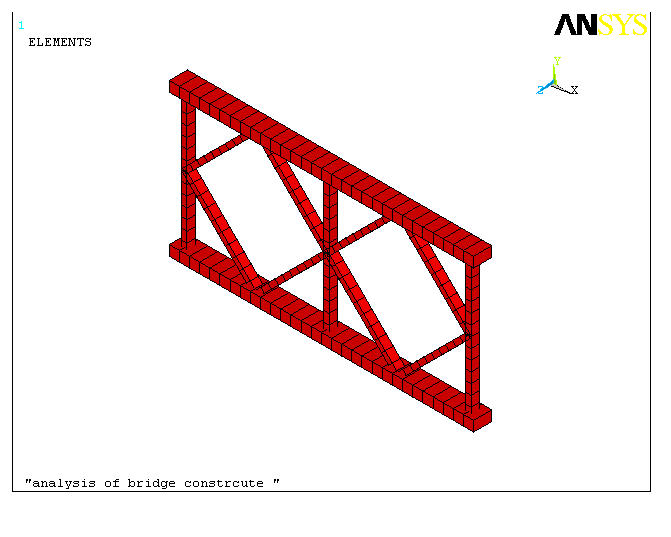 1
ANSYS
ELEMENTS
Y
Z
X
"analysis of bridge constrcute "